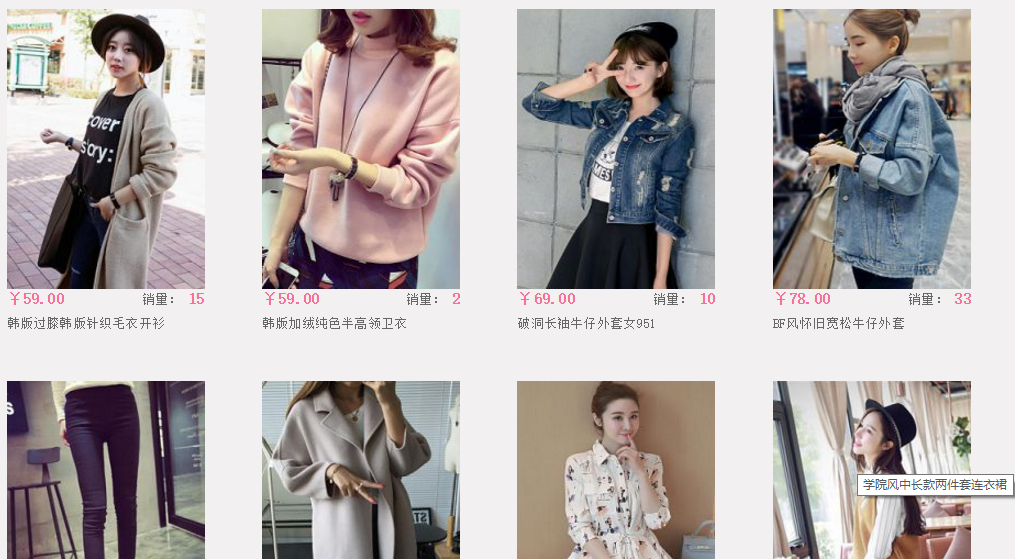 cover
story:
￥59.00 销量： 15
韩版过膝韩版针织毛衣开衫
￥59.00 销量： 2
韩版加绒纯色半高领卫衣
￥69.00 销量： 10
破洞长袖牛仔外套女951
￥78.00 销量： 33
BF风怀旧宽松牛仔外套
学院风中长款两件套连衣裙